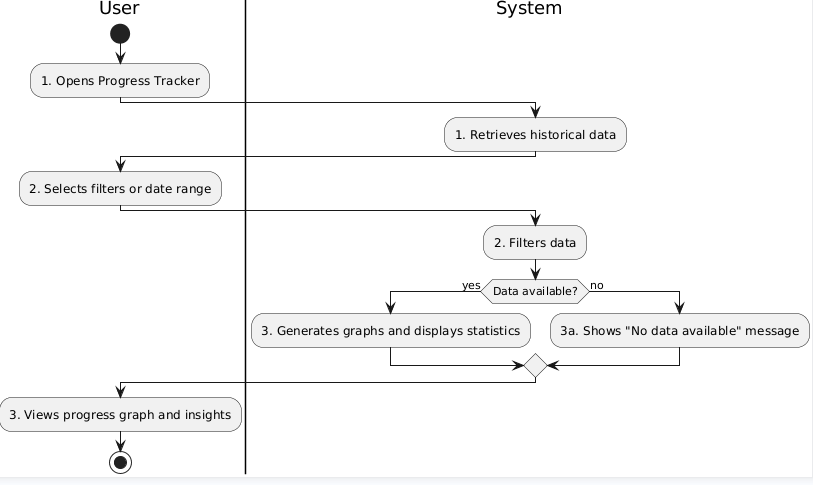 User
System
1. Opens Progress Tracker
1. Retrieves historical data
2. Selects filters or date range
2. Filters data
yes
Data available?
no
3. Generates graphs and displays statistics
3a. Shows "No data available" message
3. Views progress graph and insights